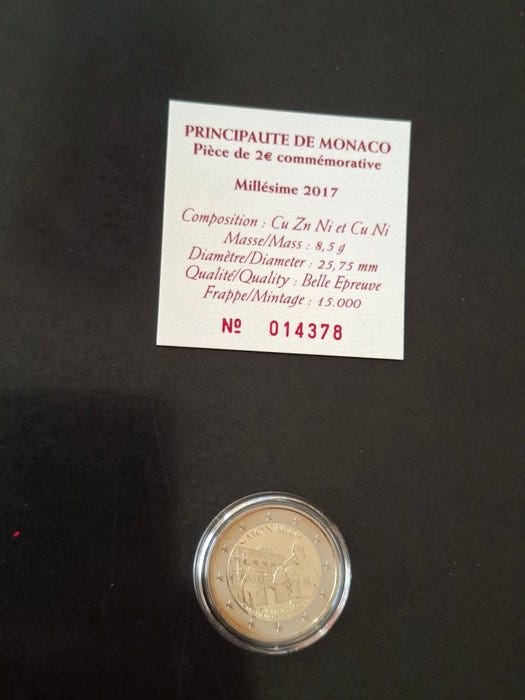 PRINCIPAUTE DE MONACO
Pièce de 2€ commémorative
Millésime 2017
Composition : Cu Zn Ni et Cu Ni
Masse/Mass : 8,5 g
Diamètre/Diameter : 25,75 mm
Qualité/Quality : Belle Epreuve
Frappe/Mintage : 15.000
Nº 014378
MONACO